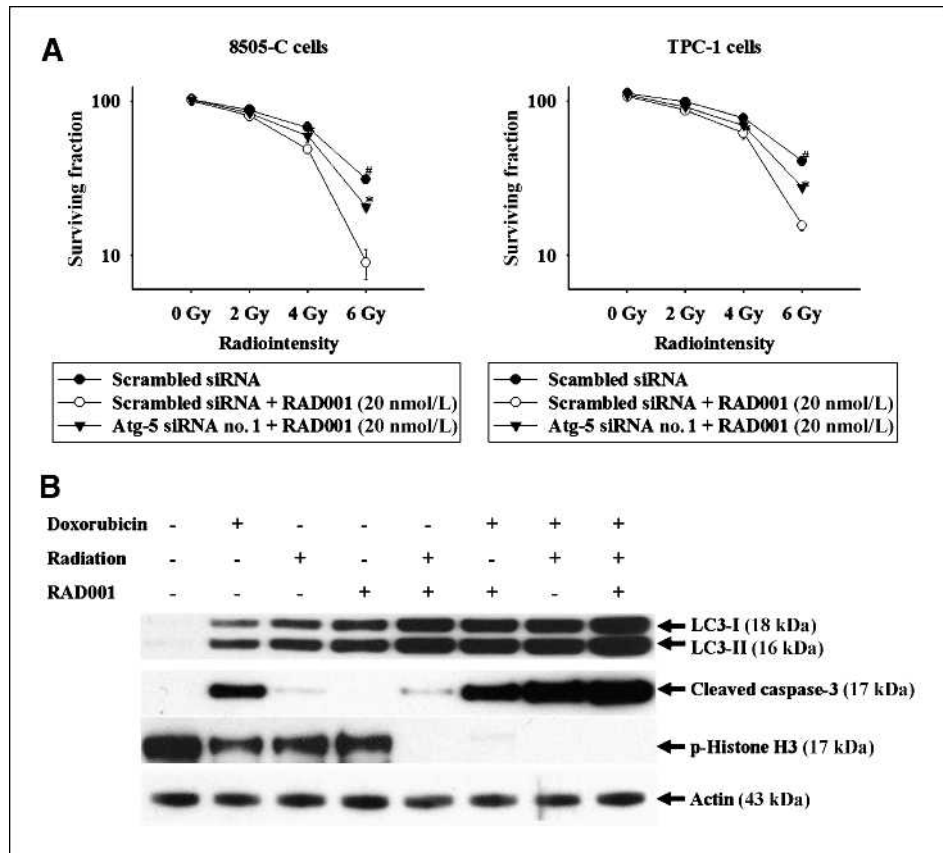 A
8505-C cells
TPC-1 cells
Surviving fraction
100
10
0 Gy 2 Gy 4 Gy 6 Gy
Radiointensity
Surviving fraction
100
10
0 Gy 2 Gy 4 Gy 6 Gy
Radiointensity
#
*
#
*
Scrambled siRNA
Scrambled siRNA + RAD001 (20 nmol/L)
Atg-5 siRNA no. 1 + RAD001 (20 nmol/L)
Scambled siRNA
Scrambled siRNA + RAD001 (20 nmol/L)
Atg-5 siRNA no. 1 + RAD001 (20 nmol/L)
B
Doxorubicin - + - - - + + +
Radiation - - + - + - + +
RAD001 - - - + + + - +
LC3-I (18 kDa)
LC3-II (16 kDa)
Cleaved caspase-3 (17 kDa)
p-Histone H3 (17 kDa)
Actin (43 kDa)